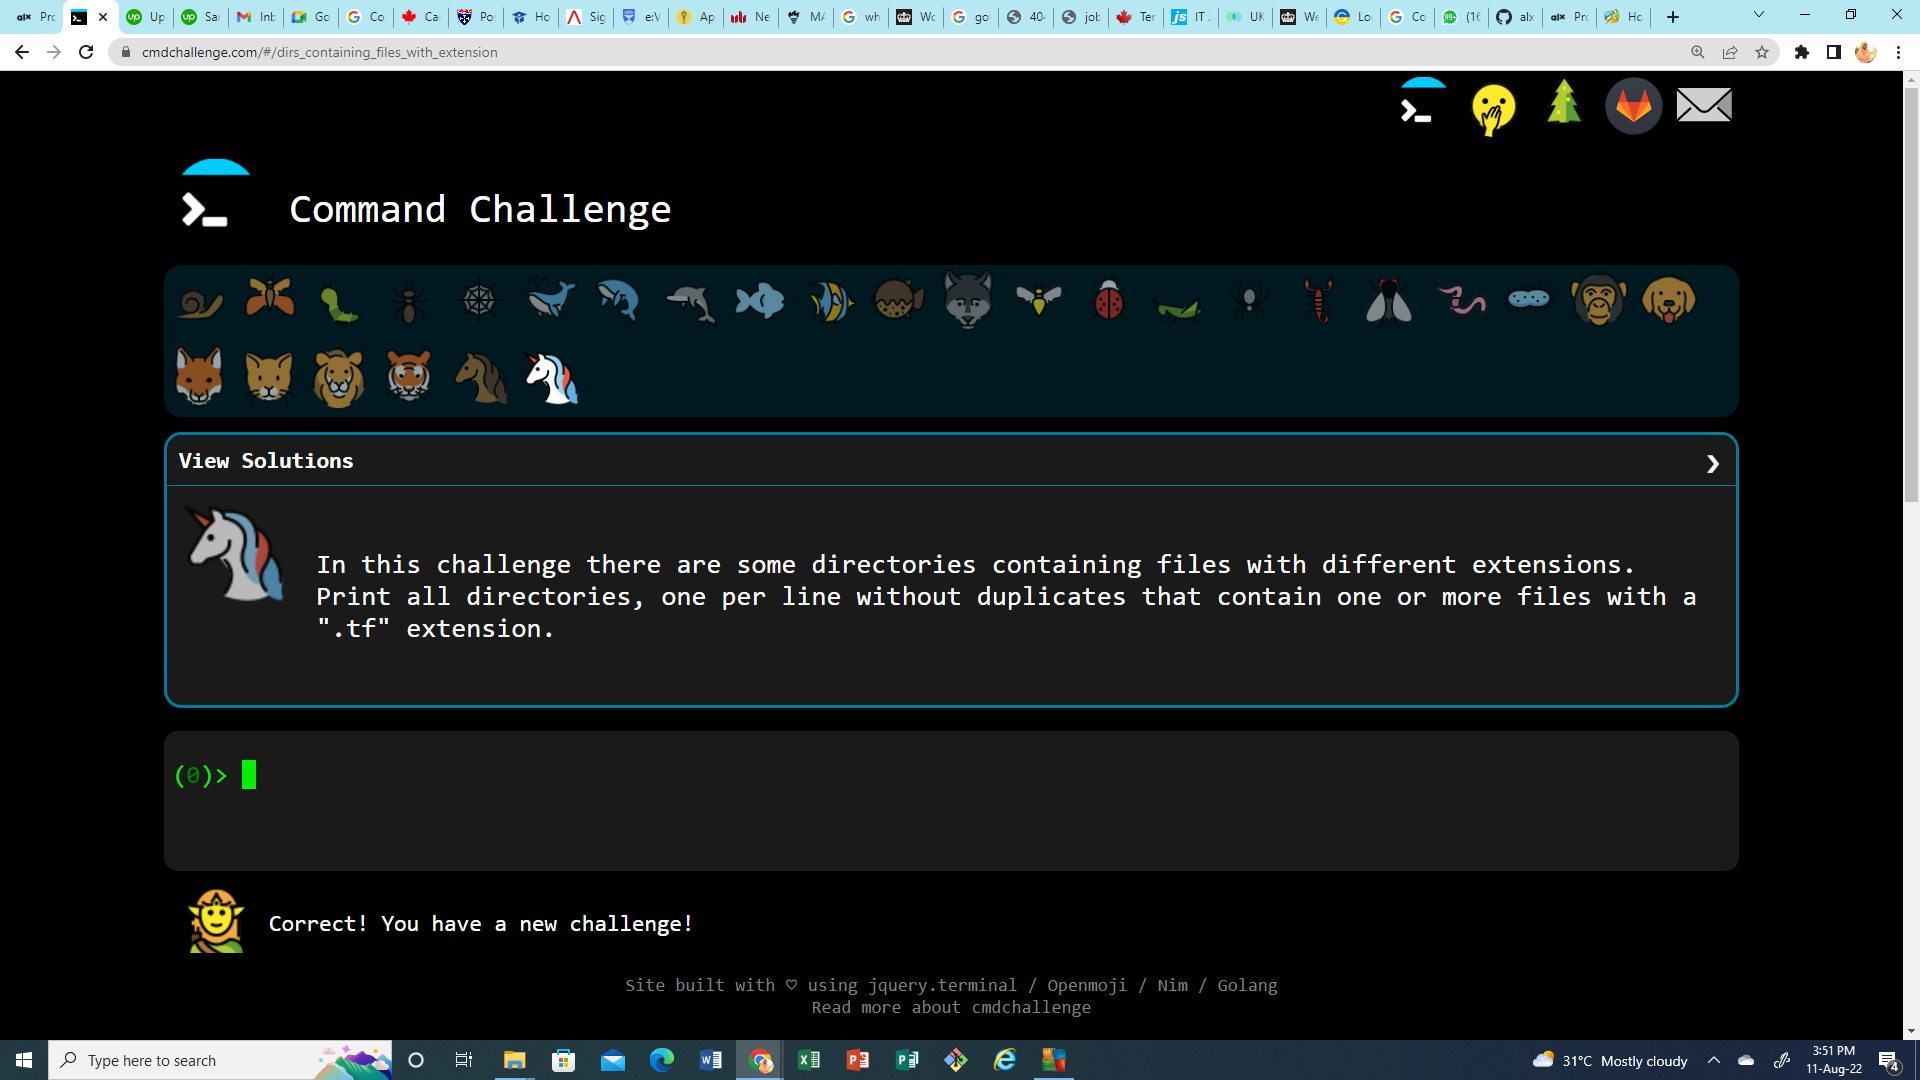 Pro
Up
Sar
Inb
Go
Co
Ca
Po
Ho
Sig
e:V
Ap
Ne
MA
wh
Wo
go
40
job
Ter
IT J
UK
We
Lo
Co
(16
alx
Pro
Ho
cmdchallenge.com/#/dirs_containing_files_with_extension
Command Challenge
View Solutions
In this challenge there are some directories containing files with different extensions.
Print all directories, one per line without duplicates that contain one or more files with a
".tf" extension.
(0)>
Correct! You have a new challenge!
Site built with ♡ using jquery.terminal / Openmoji / Nim / Golang
Read more about cmdchallenge
Type here to search
31°C Mostly cloudy
3:51 PM
11-Aug-22
4